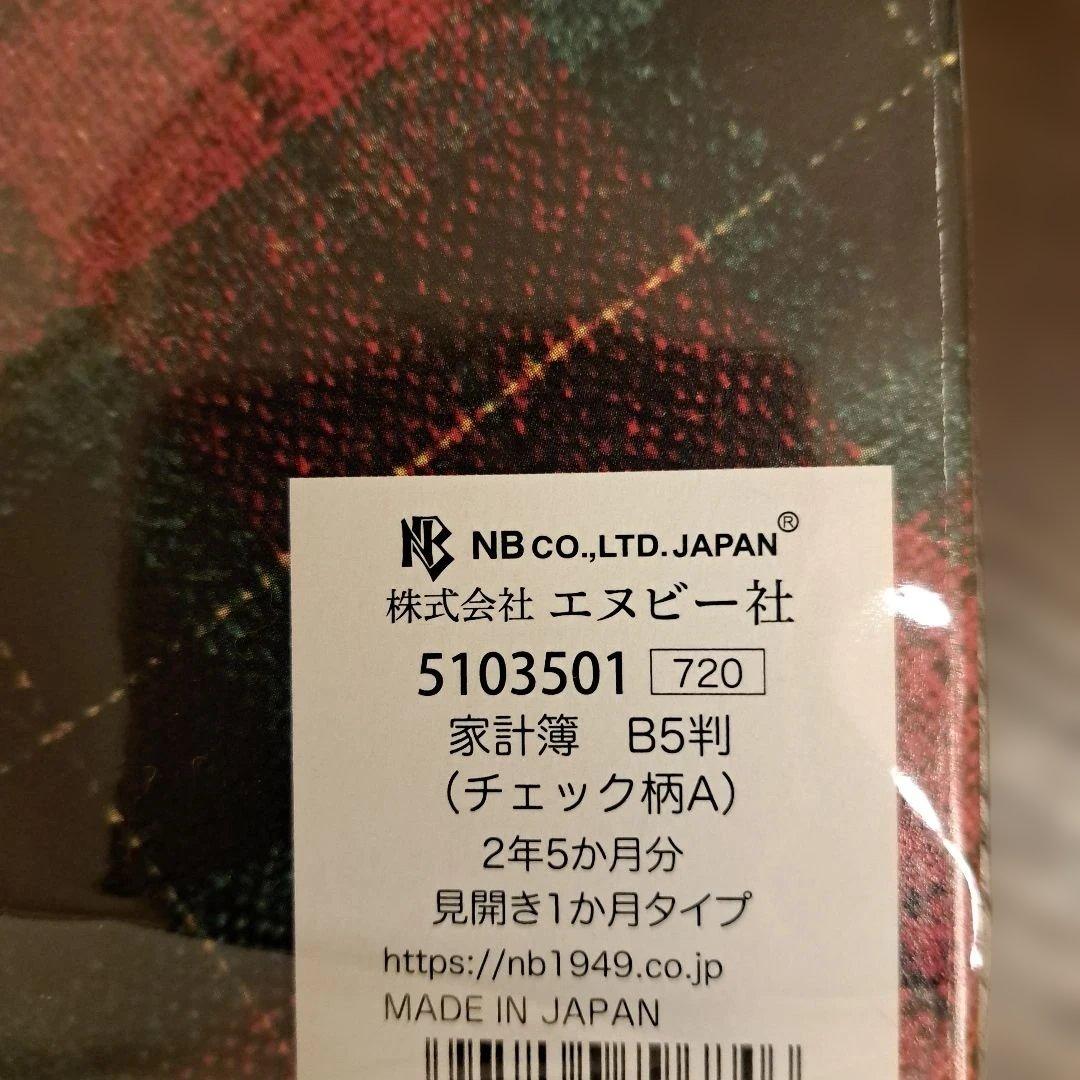 NB NB CO.,LTD. JAPAN®
株式会社 エヌビー社
5103501 720
家計簿 B5判
(チェック柄A)
2年5か月分
見開き1か月タイプ
https://nb1949.co.jp
MADE IN JAPAN